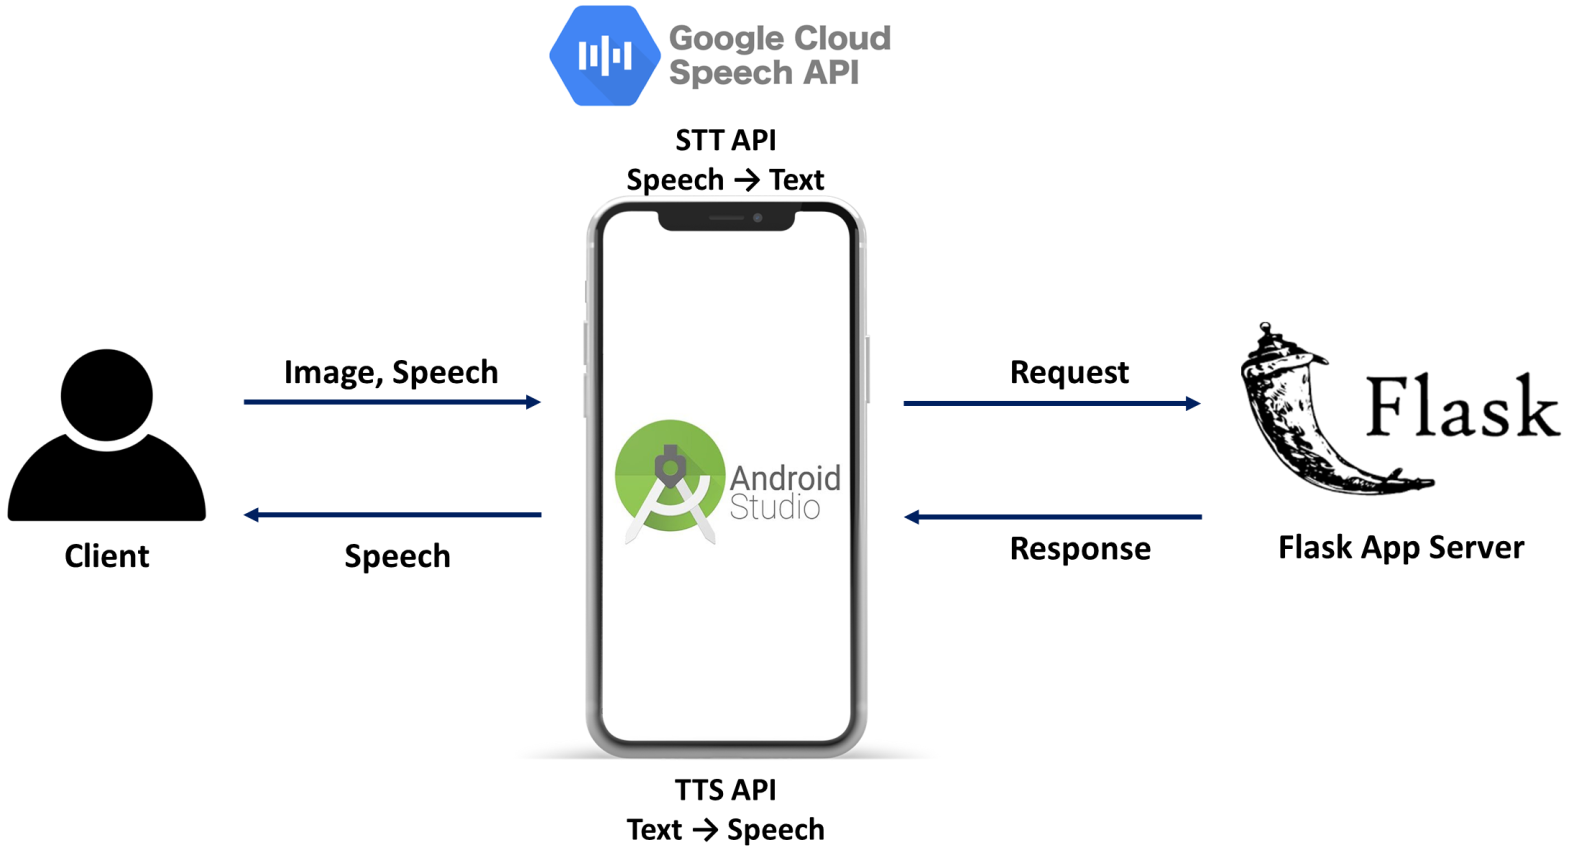 Google Cloud
Speech API
STT API
Speech → Text
Image, Speech
Request
Flask
Android
Studio
Client
Speech
Response
Flask App Server
TTS API
Text → Speech